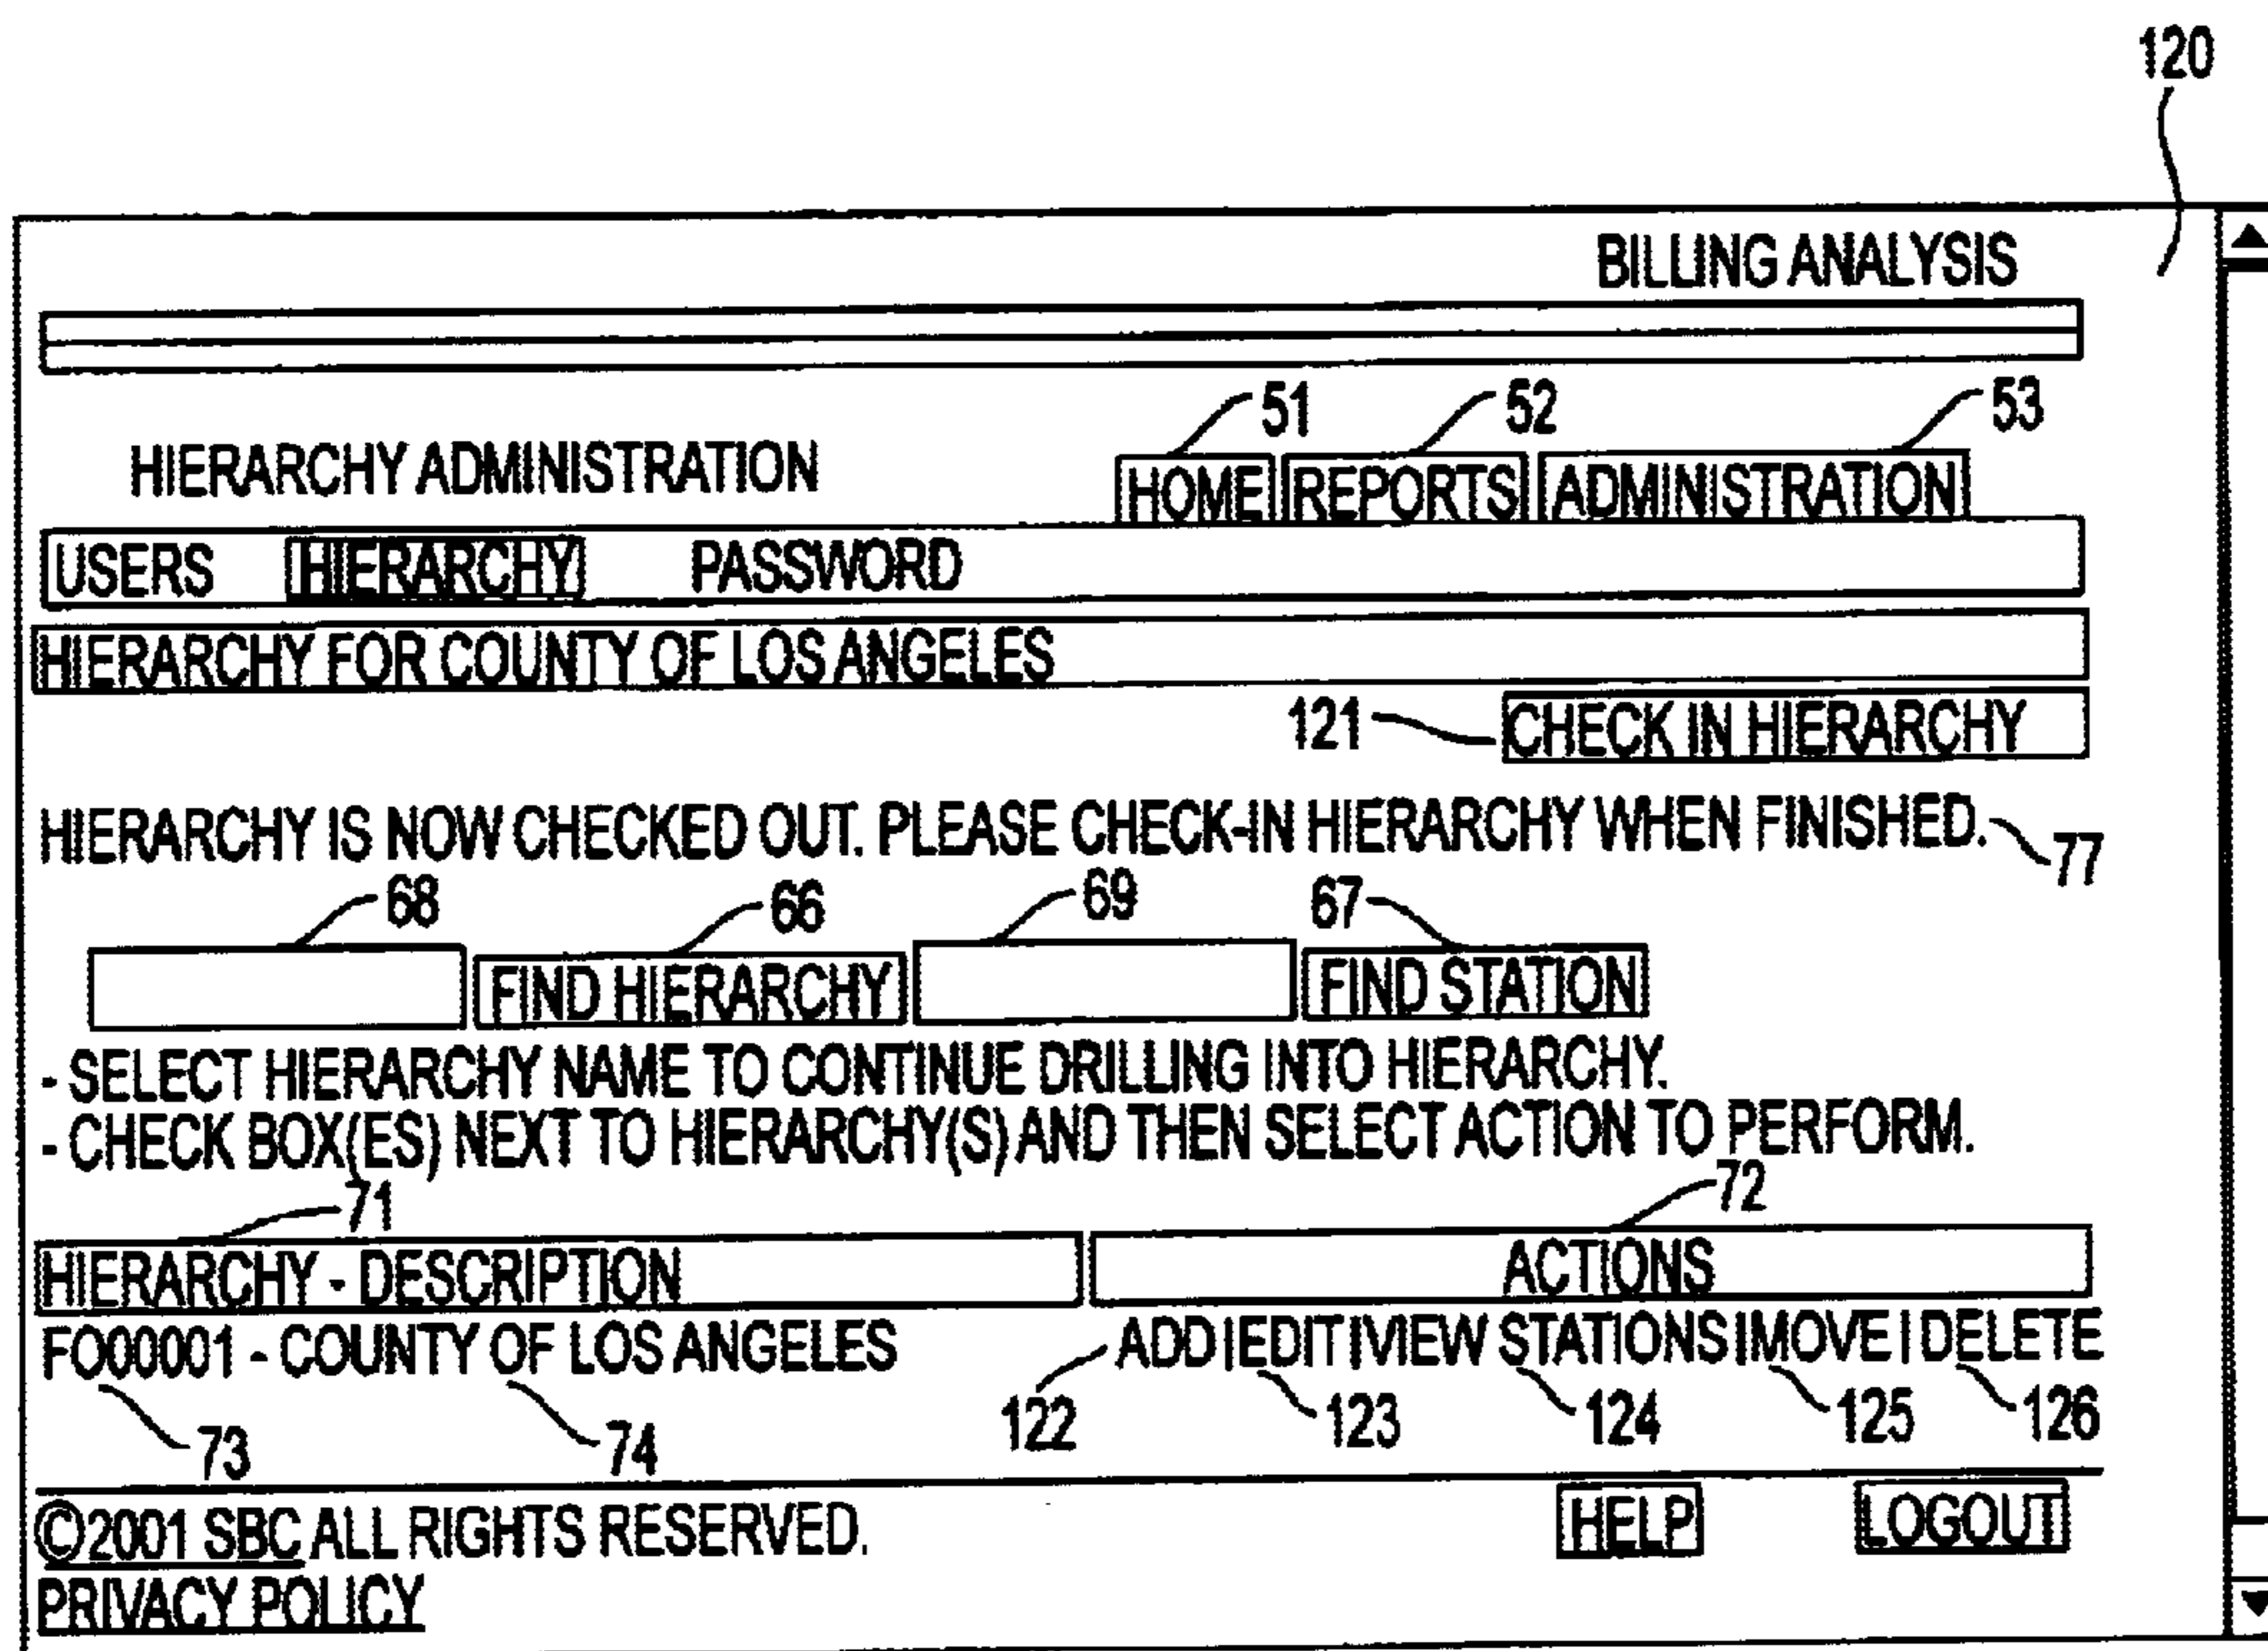 120
BILLING ANALYSIS
51 52 53
HIERARCHY ADMINISTRATION HOME REPORTS ADMINISTRATION
USERS HIERARCHY PASSWORD
HIERARCHY FOR COUNTY OF LOS ANGELES
121 CHECK IN HIERARCHY
HIERARCHY IS NOW CHECKED OUT. PLEASE CHECK-IN HIERARCHY WHEN FINISHED. 77
68 66 69 67
FIND HIERARCHY FIND STATION
- SELECT HIERARCHY NAME TO CONTINUE DRILLING INTO HIERARCHY.
- CHECK BOX(ES) NEXT TO HIERARCHY(S) AND THEN SELECT ACTION TO PERFORM.
71 72
HIERARCHY - DESCRIPTION ACTIONS
FO00001 - COUNTY OF LOS ANGELES ADD | EDIT | VIEW STATIONS | MOVE | DELETE
73 74 122 123 124 125 126
©2001 SBC ALL RIGHTS RESERVED. HELP LOGOUT
PRIVACY POLICY